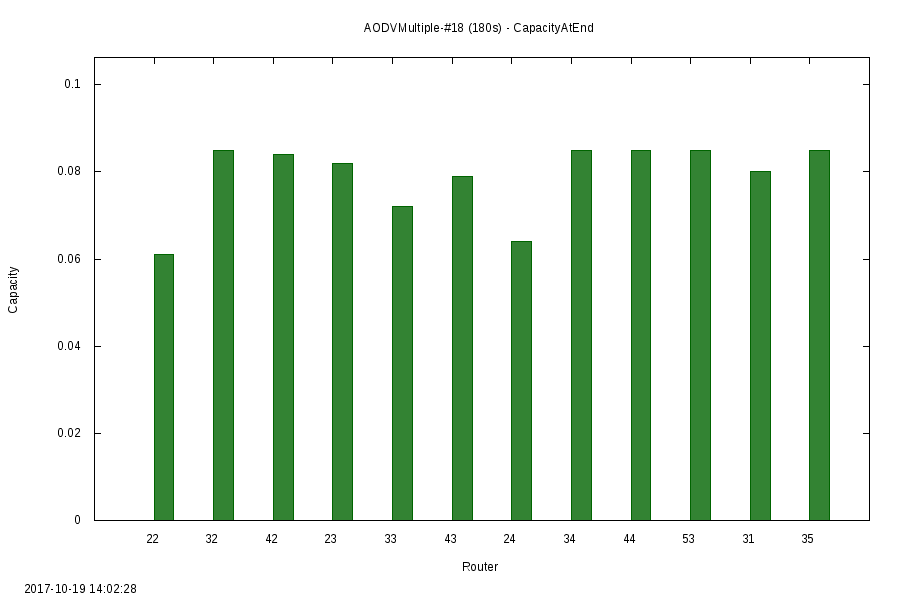 AODVMultiple-#18 (180s) - CapacityAtEnd
0.1
0.08
0.06
0.04
0.02
0
Capacity
22 32 42 23 33 43 24 34 44 53 31 35
Router
2017-10-19 14:02:28